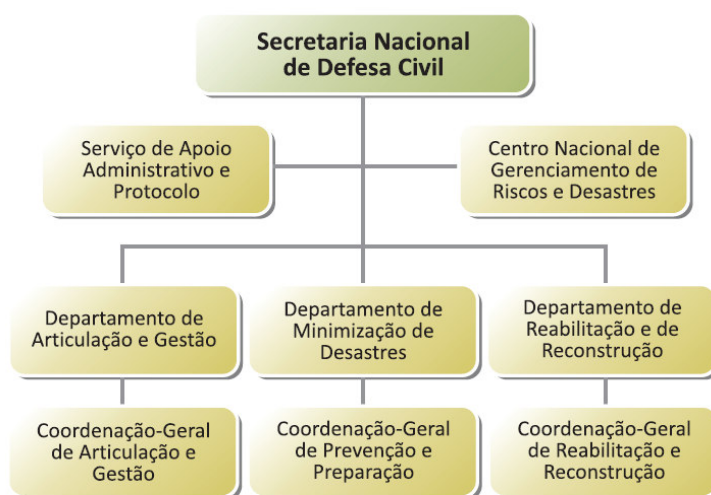 Secretaria Nacional
de Defesa Civil
Serviço de Apoio
Administrativo e
Protocolo
Centro Nacional de
Gerenciamento de
Riscos e Desastres
Departamento de
Articulação e Gestão
Departamento de
Minimização de
Desastres
Departamento de
Reabilitação e de
Reconstrução
Coordenação-Geral
de Articulação e
Gestão
Coordenação-Geral
de Prevenção e
Preparação
Coordenação-Geral
de Reabilitação e
Reconstrução